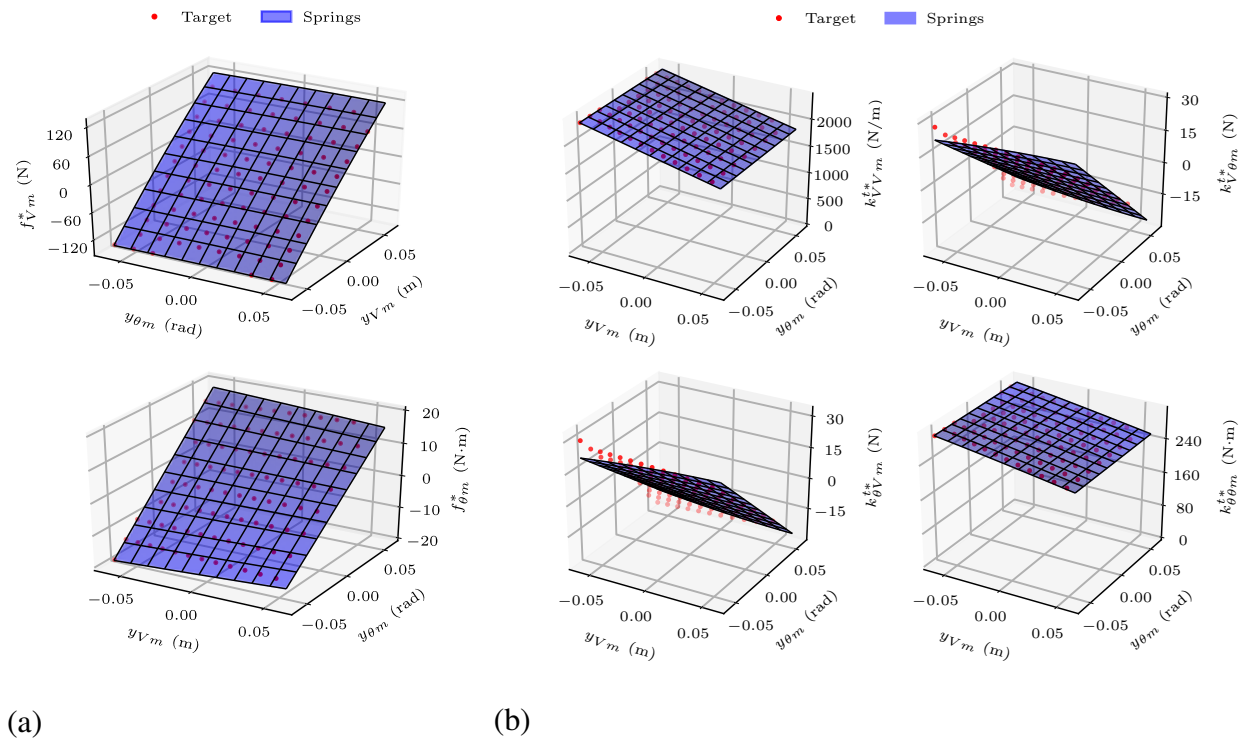 Target Springs
120
60
0
−60
−120
f*Vm (N)
−0.05
0.00
0.05
yθm (rad)
−0.05
0.00
0.05
yVm (m)
20
10
0
−10
−20
f*θm (N·m)
−0.05
0.00
0.05
yVm (m)
−0.05
0.00
0.05
yθm (rad)
(a)
Target Springs
2000
1500
1000
500
0
kt*VVm (N/m)
−0.05
0.00
0.05
yVm (m)
−0.05
0.00
0.05
yθm (rad)
30
15
0
−15
kt*Vθm (N)
−0.05
0.00
0.05
yVm (m)
−0.05
0.00
0.05
yθm (rad)
30
15
0
−15
kt*θVm (N)
−0.05
0.00
0.05
yVm (m)
−0.05
0.00
0.05
yθm (rad)
240
160
80
0
kt*θθm (N·m)
−0.05
0.00
0.05
yVm (m)
−0.05
0.00
0.05
yθm (rad)
(b)